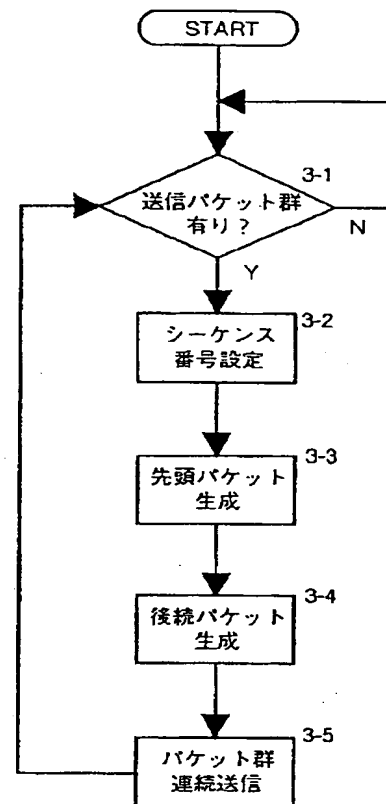 START
3-1
送信パケット群
有り？
N
Y
3-2
シーケンス
番号設定
3-3
先頭パケット
生成
3-4
後続パケット
生成
3-5
パケット群
連続送信